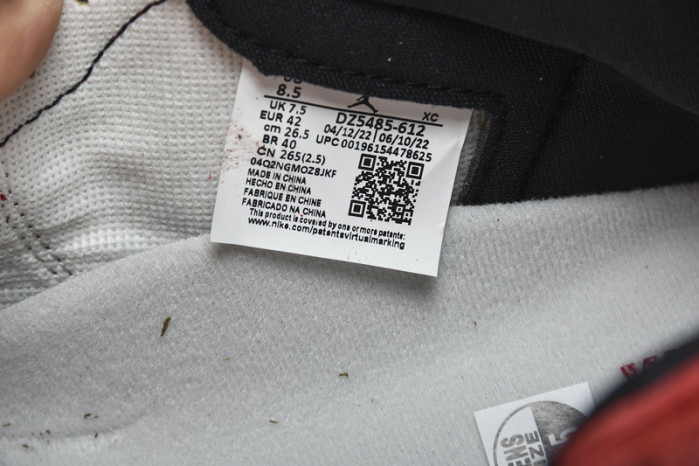 8.5
UK 7.5
EUR 42
cm 26.5
BR 40
CN 265(2.5)
04Q2NGMOZ8JKF
MADE IN CHINA
HECHO EN CHINA
FABRIQUE EN CHINE
FABRICADO NA CHINA
XC
DZ5485-612
04/12/22 | 06/10/22
UPC 00196154478625
This product is covered by one or more patents:
www.nike.com/patentsvirtualmarking